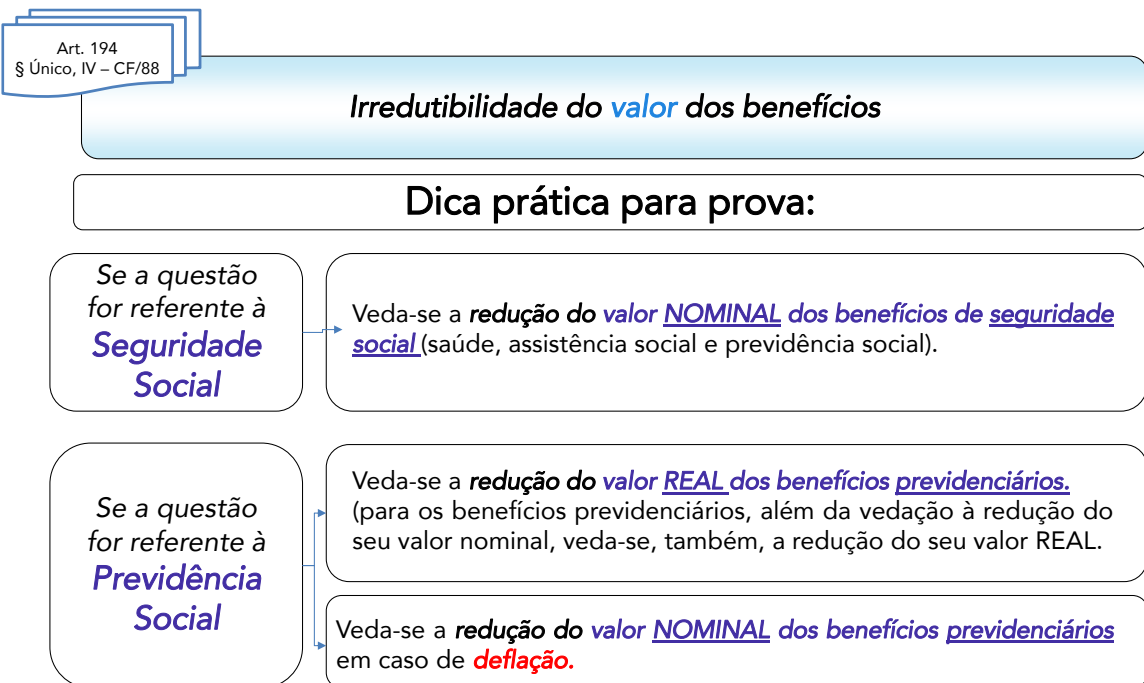 Art. 194
§ Único, IV – CF/88
Irredutibilidade do valor dos benefícios
Dica prática para prova:
Se a questão
for referente à
Seguridade
Social
Veda-se a redução do valor NOMINAL dos benefícios de seguridade
social (saúde, assistência social e previdência social).
Se a questão
for referente à
Previdência
Social
Veda-se a redução do valor REAL dos benefícios previdenciários.
(para os benefícios previdenciários, além da vedação à redução do
seu valor nominal, veda-se, também, a redução do seu valor REAL.
Veda-se a redução do valor NOMINAL dos benefícios previdenciários
em caso de deflação.